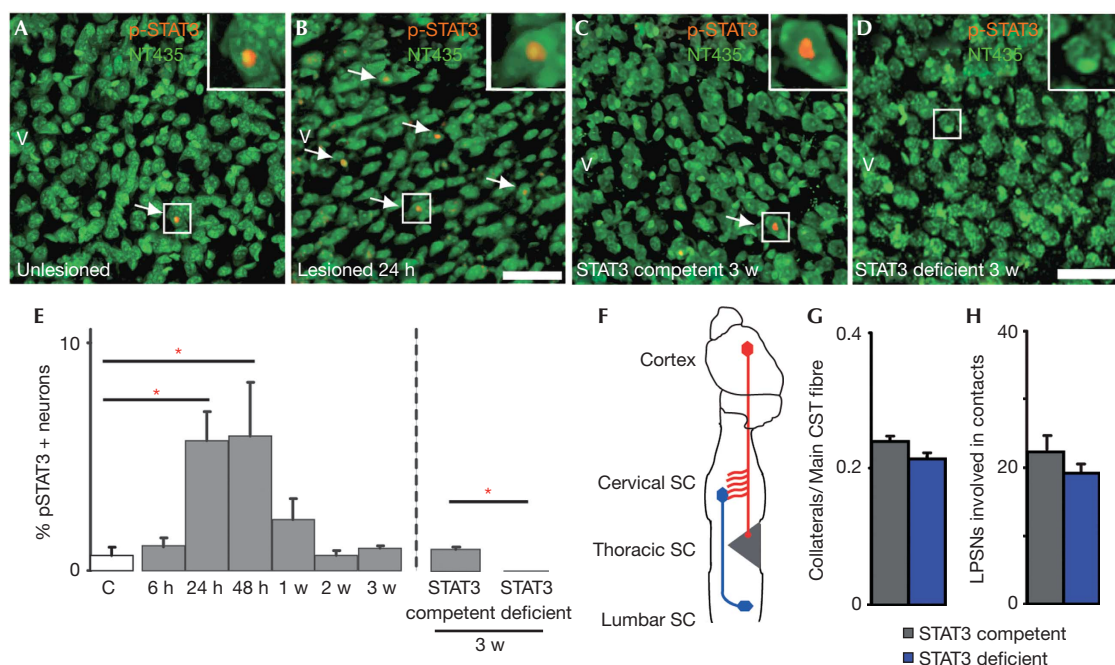 A
p-STAT3
NT435
V
Unlesioned
B
p-STAT3
NT435
V
Lesioned 24 h
C
p-STAT3
NT435
V
STAT3 competent 3 w
D
p-STAT3
NT435
V
STAT3 deficient 3 w
E
% pSTAT3 + neurons
10
0
*
*
*
C
6 h
24 h
48 h
1 w
2 w
3 w
STAT3 competent
STAT3 deficient
3 w
F
Cortex
Cervical SC
Thoracic SC
Lumbar SC
G
Collaterals/ Main CST fibre
0.4
0.2
0
H
LPSNs involved in contacts
40
20
0
STAT3 competent
STAT3 deficient